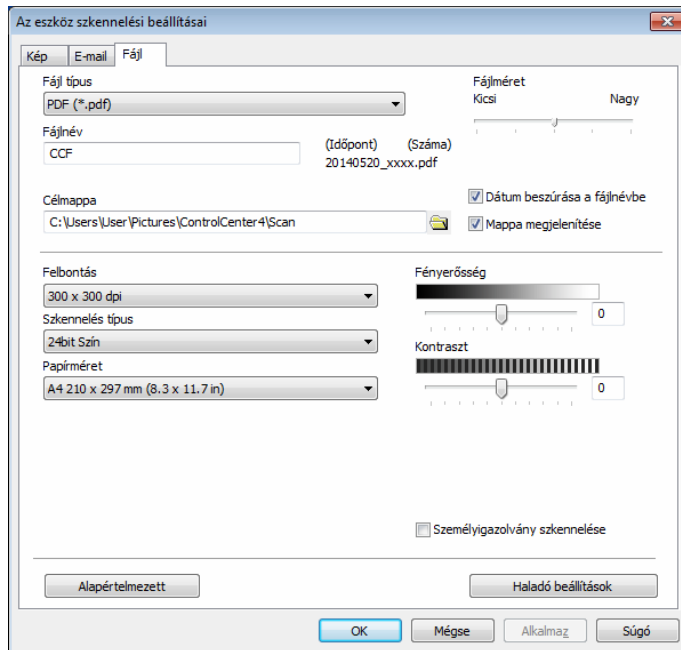 Az eszköz szkennelési beállításai
Kép E-mail Fájl
Fájl típus
PDF (*.pdf)
Fájlméret
Kicsi Nagy
Fájlnév
CCF
(Időpont) (Száma)
20140520_xxxx.pdf
Célmappa
C:\Users\User\Pictures\ControlCenter4\Scan
Dátum beszúrása a fájlnévbe
Mappa megjelenítése
Felbontás
300 x 300 dpi
Szkennelés típus
24bit Szín
Papírméret
A4 210 x 297 mm (8.3 x 11.7 in)
Fényerősség
0
Kontraszt
0
Személyigazolvány szkennelése
Alapértelmezett Haladó beállítások
OK Mégse Alkalmaz Súgó